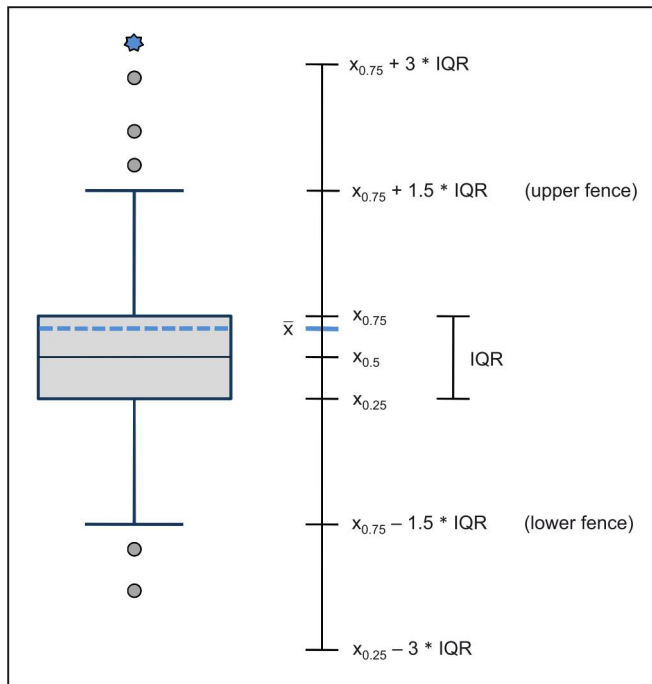 x0.75 + 3 * IQR
x0.75 + 1.5 * IQR (upper fence)
x0.75
x̄
x0.5
IQR
x0.25
x0.75 – 1.5 * IQR (lower fence)
x0.25 – 3 * IQR